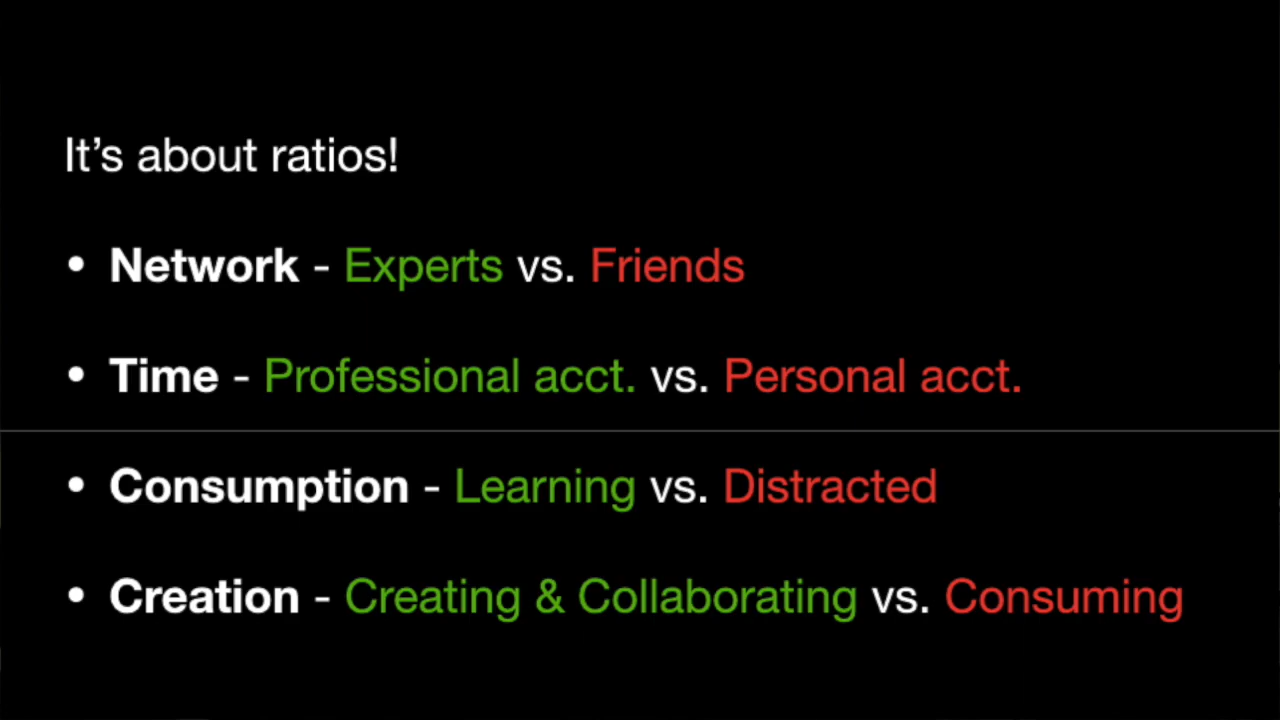 It’s about ratios!
• Network - Experts vs. Friends
• Time - Professional acct. vs. Personal acct.
• Consumption - Learning vs. Distracted
• Creation - Creating & Collaborating vs. Consuming